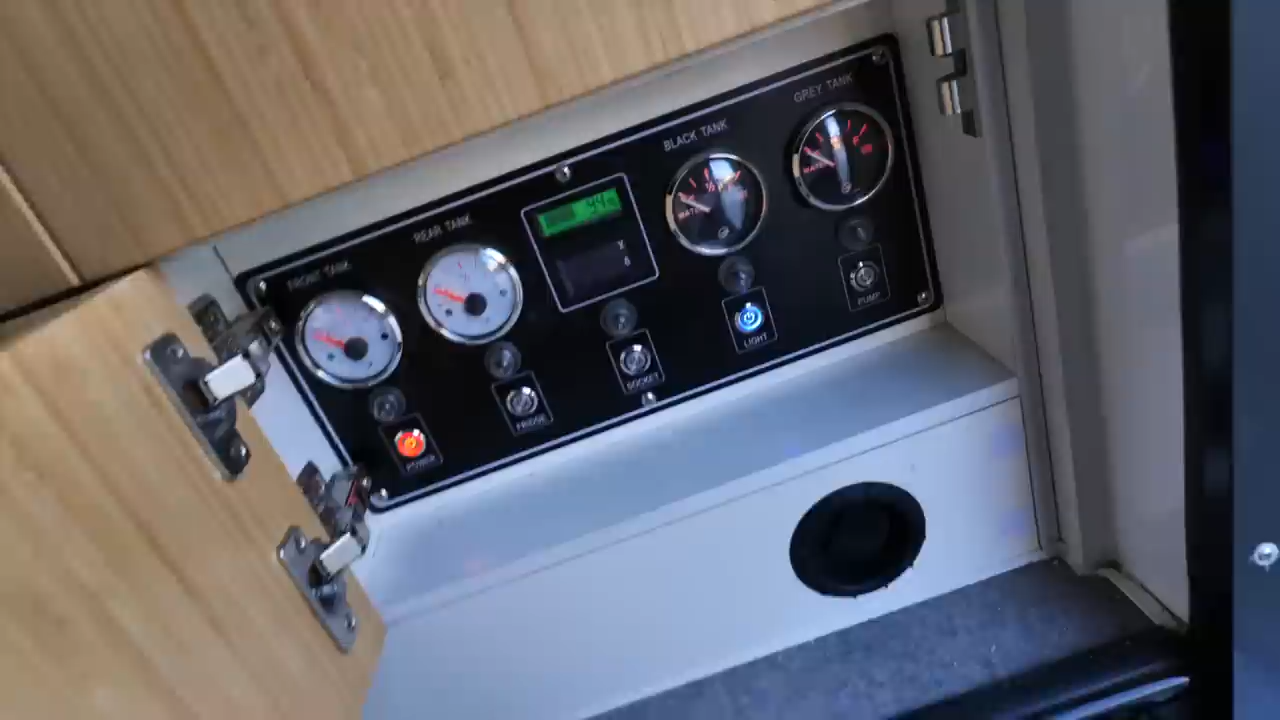 FRONT TANK
REAR TANK
BLACK TANK
GREY TANK
POWER
FRIDGE
SOCKET
LIGHT
PUMP